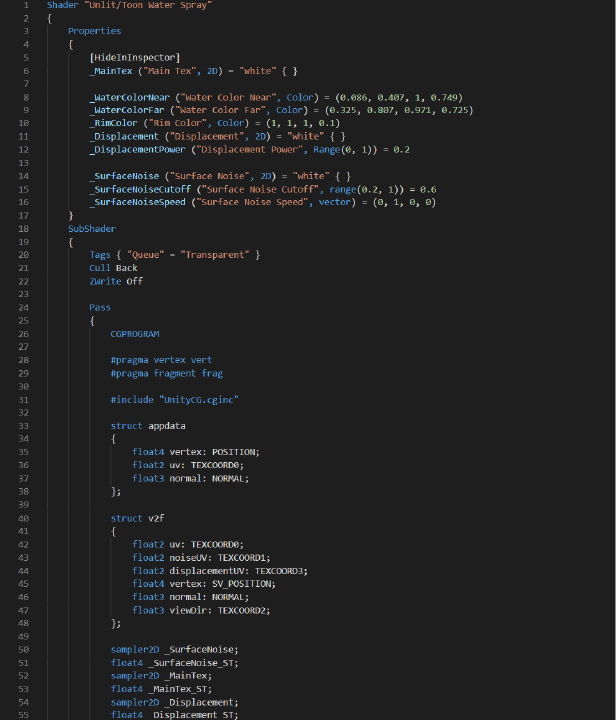 1 Shader "Unlit/Toon Water Spray"
2 {
3 Properties
4 {
5 [HideInInspector]
6 _MainTex ("Main Tex", 2D) = "white" { }
7
8 _WaterColorNear ("Water Color Near", Color) = (0.086, 0.407, 1, 0.749)
9 _WaterColorFar ("Water Color Far", Color) = (0.325, 0.807, 0.971, 0.725)
10 _RimColor ("Rim Color", Color) = (1, 1, 1, 0.1)
11 _Displacement ("Displacement", 2D) = "white" { }
12 _DisplacementPower ("Displacement Power", Range(0, 1)) = 0.2
13
14 _SurfaceNoise ("Surface Noise", 2D) = "white" { }
15 _SurfaceNoiseCutoff ("Surface Noise Cutoff", range(0.2, 1)) = 0.6
16 _SurfaceNoiseSpeed ("Surface Noise Speed", vector) = (0, 1, 0, 0)
17 }
18 SubShader
19 {
20 Tags { "Queue" = "Transparent" }
21 Cull Back
22 ZWrite Off
23
24 Pass
25 {
26 CGPROGRAM
27
28 #pragma vertex vert
29 #pragma fragment frag
30
31 #include "UnityCG.cginc"
32
33 struct appdata
34 {
35 float4 vertex: POSITION;
36 float2 uv: TEXCOORD0;
37 float3 normal: NORMAL;
38 };
39
40 struct v2f
41 {
42 float2 uv: TEXCOORD0;
43 float2 noiseUV: TEXCOORD1;
44 float2 displacementUV: TEXCOORD3;
45 float4 vertex: SV_POSITION;
46 float3 normal: NORMAL;
47 float3 viewDir: TEXCOORD2;
48 };
49
50 sampler2D _SurfaceNoise;
51 float4 _SurfaceNoise_ST;
52 sampler2D _MainTex;
53 float4 _MainTex_ST;
54 sampler2D _Displacement;
55 float4 _Displacement_ST;